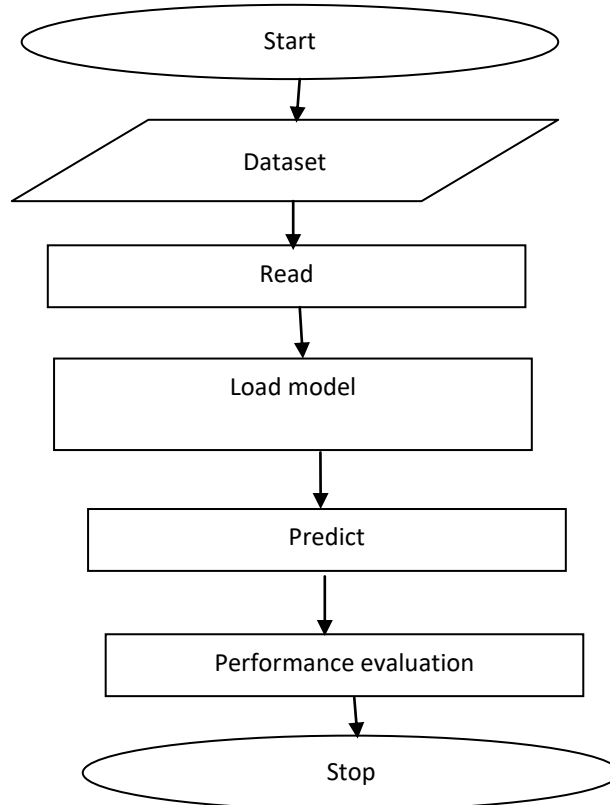 Start
Dataset
Read
Load model
Predict
Performance evaluation
Stop